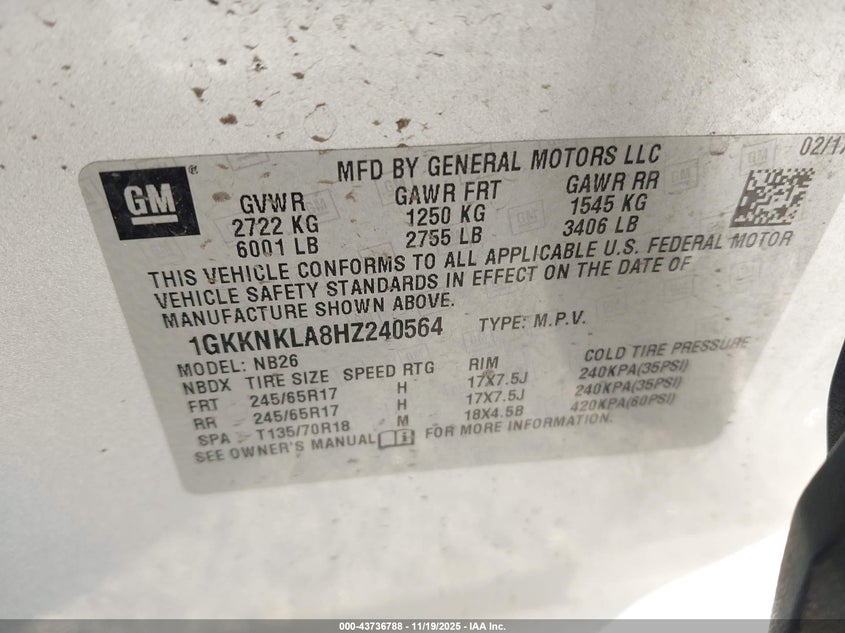 MFD BY GENERAL MOTORS LLC
02/17
GM
GVWR GAWR FRT GAWR RR
2722 KG 1250 KG 1545 KG
6001 LB 2755 LB 3406 LB
THIS VEHICLE CONFORMS TO ALL APPLICABLE U.S. FEDERAL MOTOR
VEHICLE SAFETY STANDARDS IN EFFECT ON THE DATE OF
MANUFACTURE SHOWN ABOVE.
1GKKNKLA8HZ240564 TYPE: M.P.V.
MODEL: NB26
NBDX TIRE SIZE SPEED RTG RIM COLD TIRE PRESSURE
FRT 245/65R17 H 17X7.5J 240KPA(35PSI)
RR 245/65R17 H 17X7.5J 240KPA(35PSI)
SPA T135/70R18 M 18X4.5B 420KPA(60PSI)
SEE OWNER'S MANUAL FOR MORE INFORMATION.
000-43736788 - 11/19/2025 - IAA Inc.